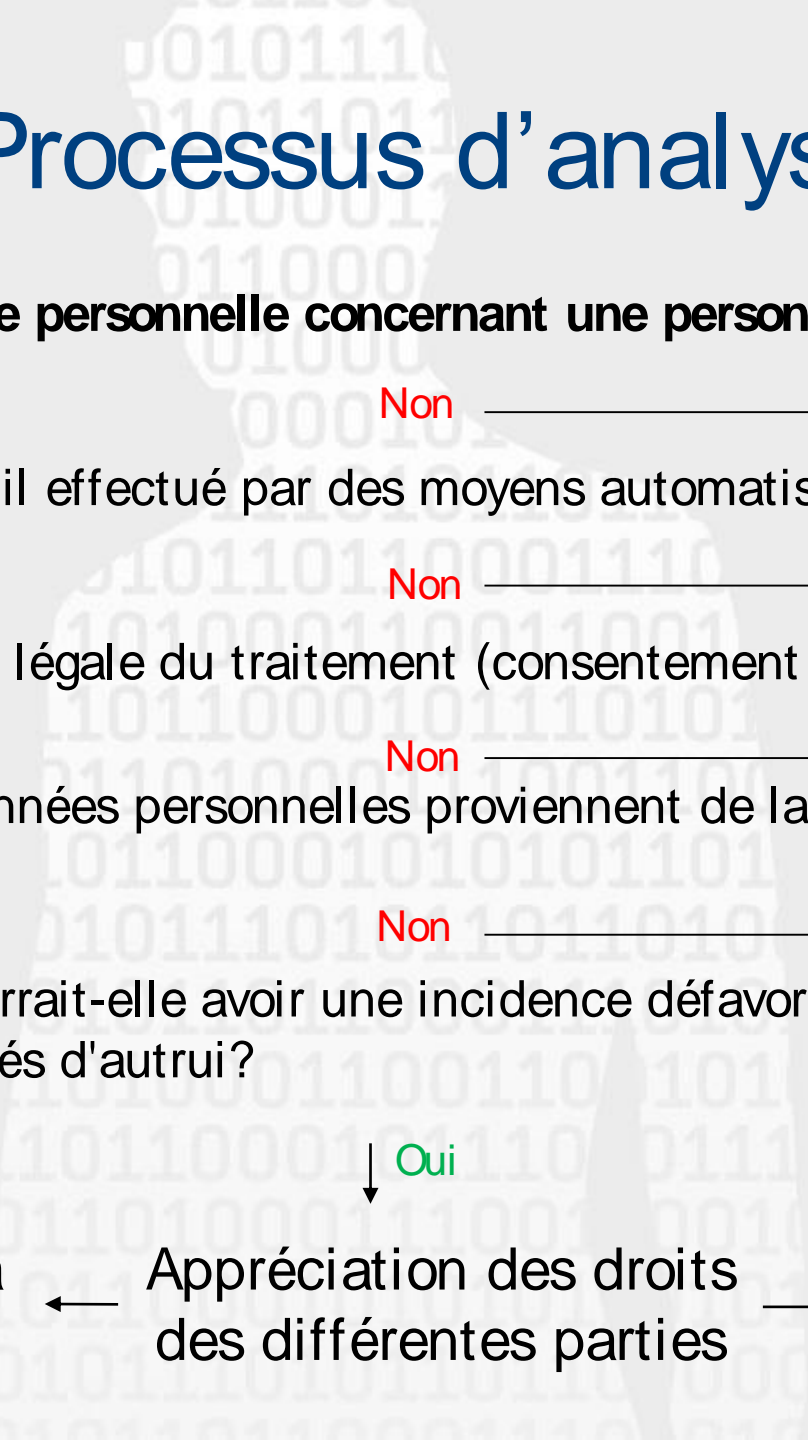 Processus d’analys
e personnelle concernant une person
Non
il effectué par des moyens automatis
Non
légale du traitement (consentement
Non
nnées personnelles proviennent de la
Non
rrait-elle avoir une incidence défavor
és d'autrui?
Oui
Appréciation des droits
des différentes parties